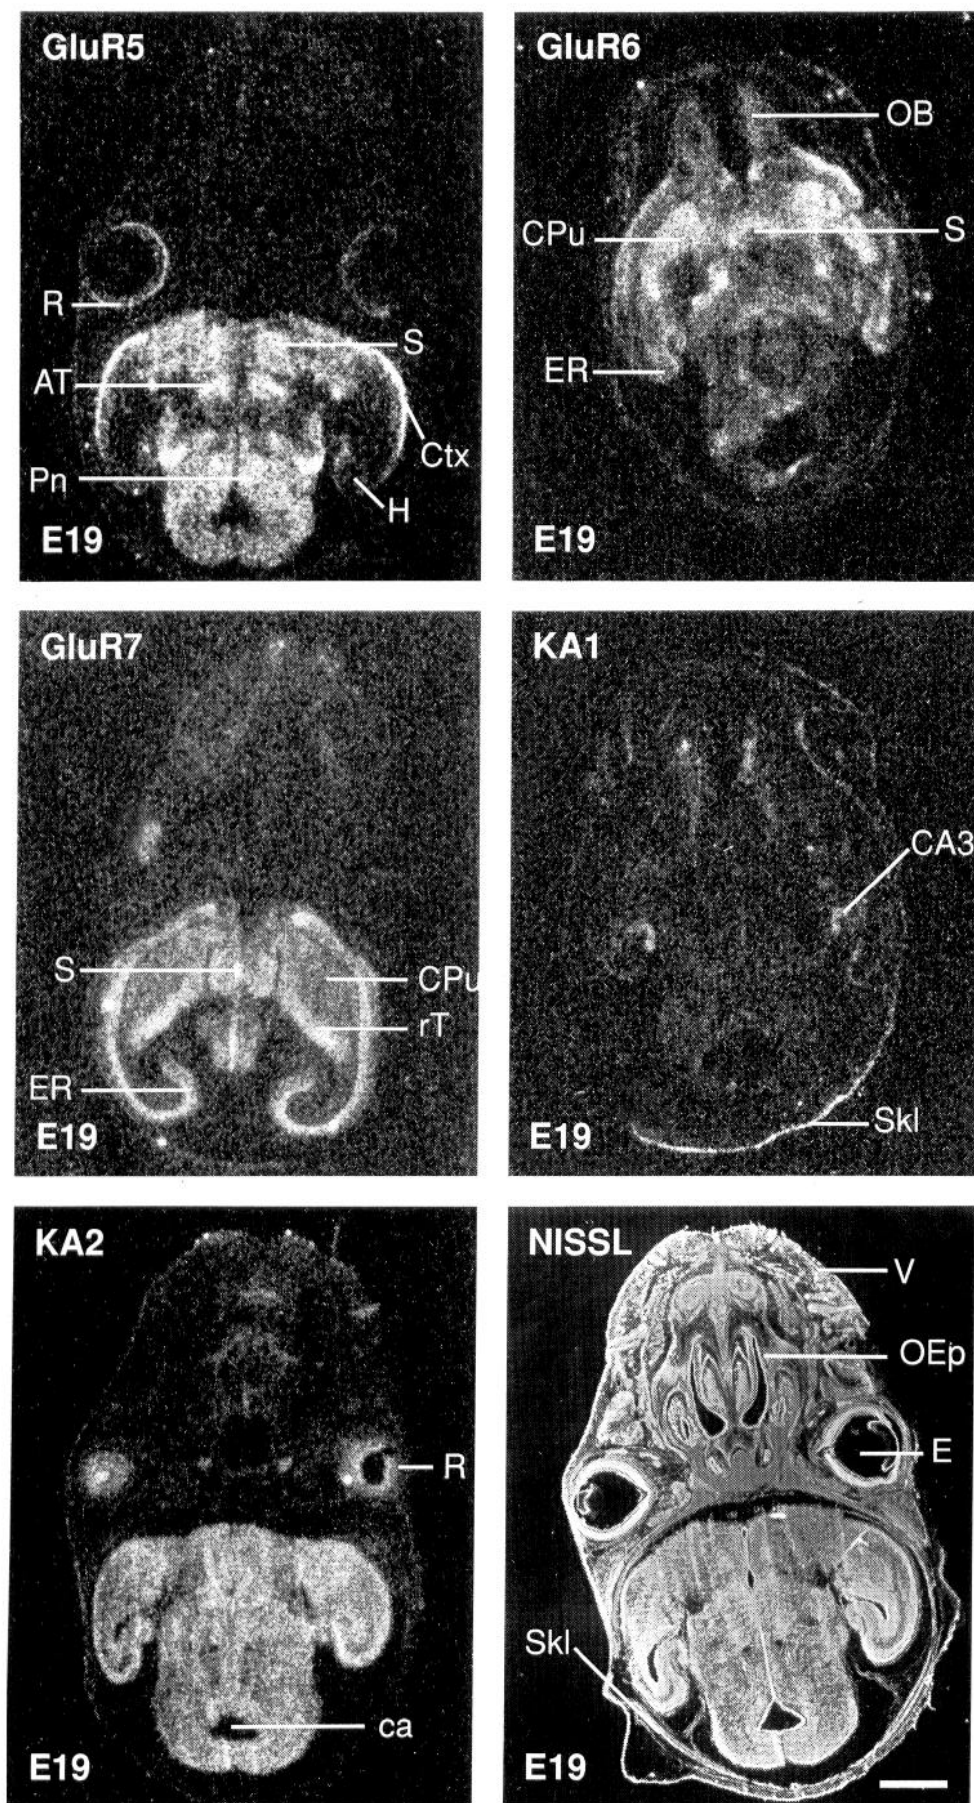 GluR5
R
S
AT
Ctx
Pn
H
E19
GluR6
OB
CPu
S
ER
E19
GluR7
S
CPu
rT
ER
E19
KA1
CA3
Skl
E19
KA2
R
ca
E19
NISSL
V
OEp
E
Skl
E19